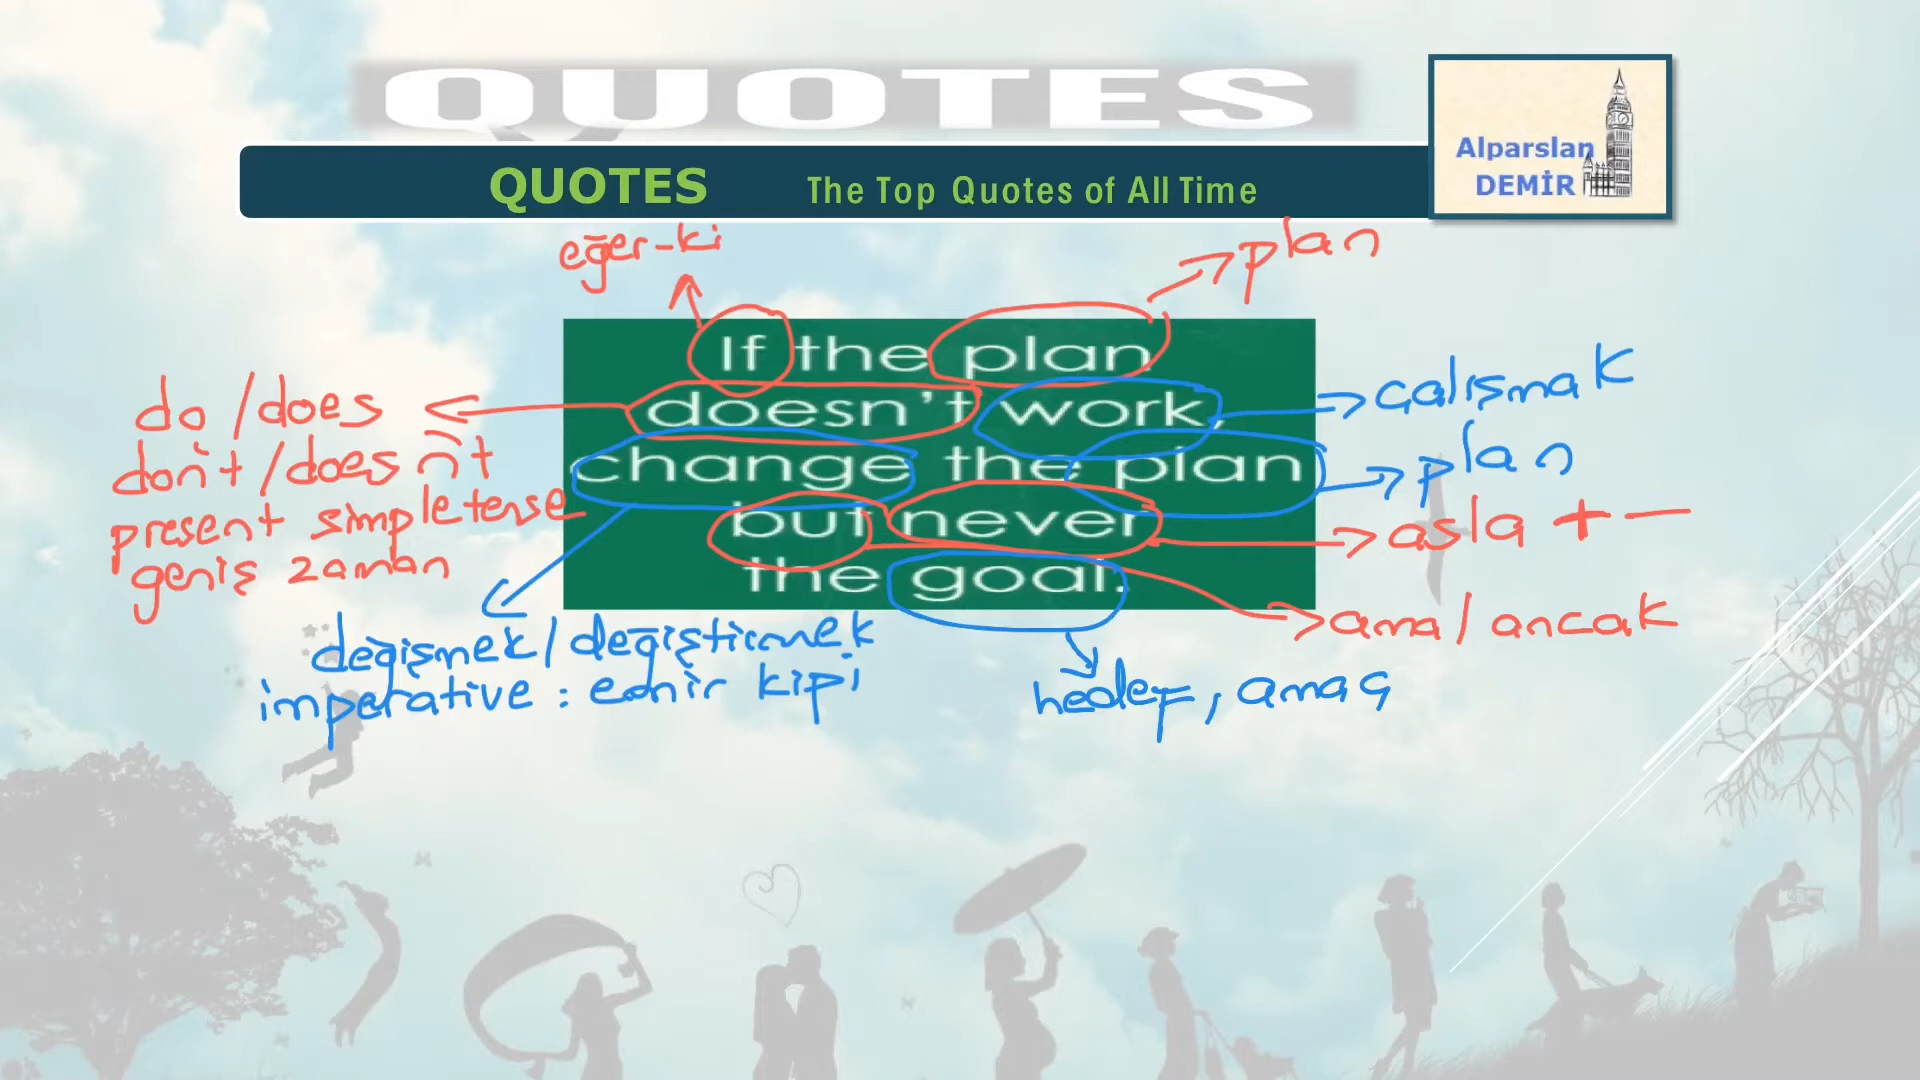 QUOTES
QUOTES The Top Quotes of All Time
Alparslan
DEMİR
eğer-ki
plan
If the plan
doesn't work,
change the plan
but never
the goal.
do/does
don't/doesn't
present simple tense
geniş zaman
çalışmak
plan
asla + -
ama/ancak
değişmek/değiştirmek
imperative: emir kipi
hedef, amaç